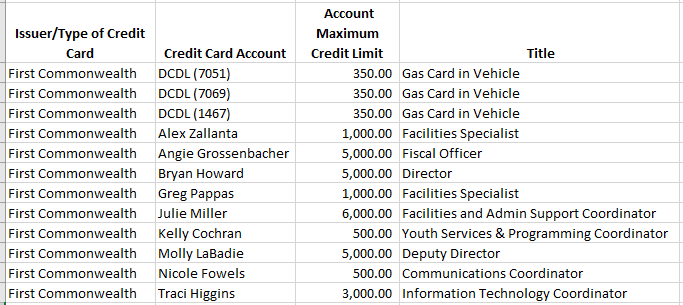 Issuer/Type of Credit Card Credit Card Account Account Maximum Credit Limit Title
First Commonwealth DCDL (7051) 350.00 Gas Card in Vehicle
First Commonwealth DCDL (7069) 350.00 Gas Card in Vehicle
First Commonwealth DCDL (1467) 350.00 Gas Card in Vehicle
First Commonwealth Alex Zallanta 1,000.00 Facilities Specialist
First Commonwealth Angie Grossenbacher 5,000.00 Fiscal Officer
First Commonwealth Bryan Howard 5,000.00 Director
First Commonwealth Greg Pappas 1,000.00 Facilities Specialist
First Commonwealth Julie Miller 6,000.00 Facilities and Admin Support Coordinator
First Commonwealth Kelly Cochran 500.00 Youth Services & Programming Coordinator
First Commonwealth Molly LaBadie 5,000.00 Deputy Director
First Commonwealth Nicole Fowels 500.00 Communications Coordinator
First Commonwealth Traci Higgins 3,000.00 Information Technology Coordinator